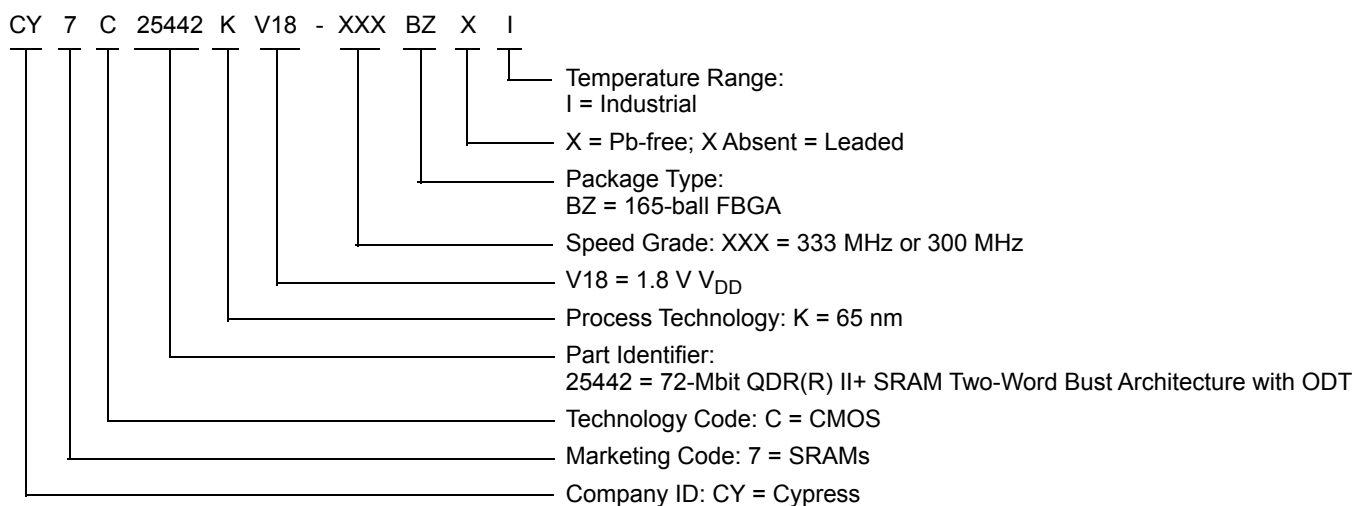 CY 7 C 25442 K V18 - XXX BZ X I
Temperature Range:
I = Industrial
X = Pb-free; X Absent = Leaded
Package Type:
BZ = 165-ball FBGA
Speed Grade: XXX = 333 MHz or 300 MHz
V18 = 1.8 V VDD
Process Technology: K = 65 nm
Part Identifier:
25442 = 72-Mbit QDR(R) II+ SRAM Two-Word Bust Architecture with ODT
Technology Code: C = CMOS
Marketing Code: 7 = SRAMs
Company ID: CY = Cypress